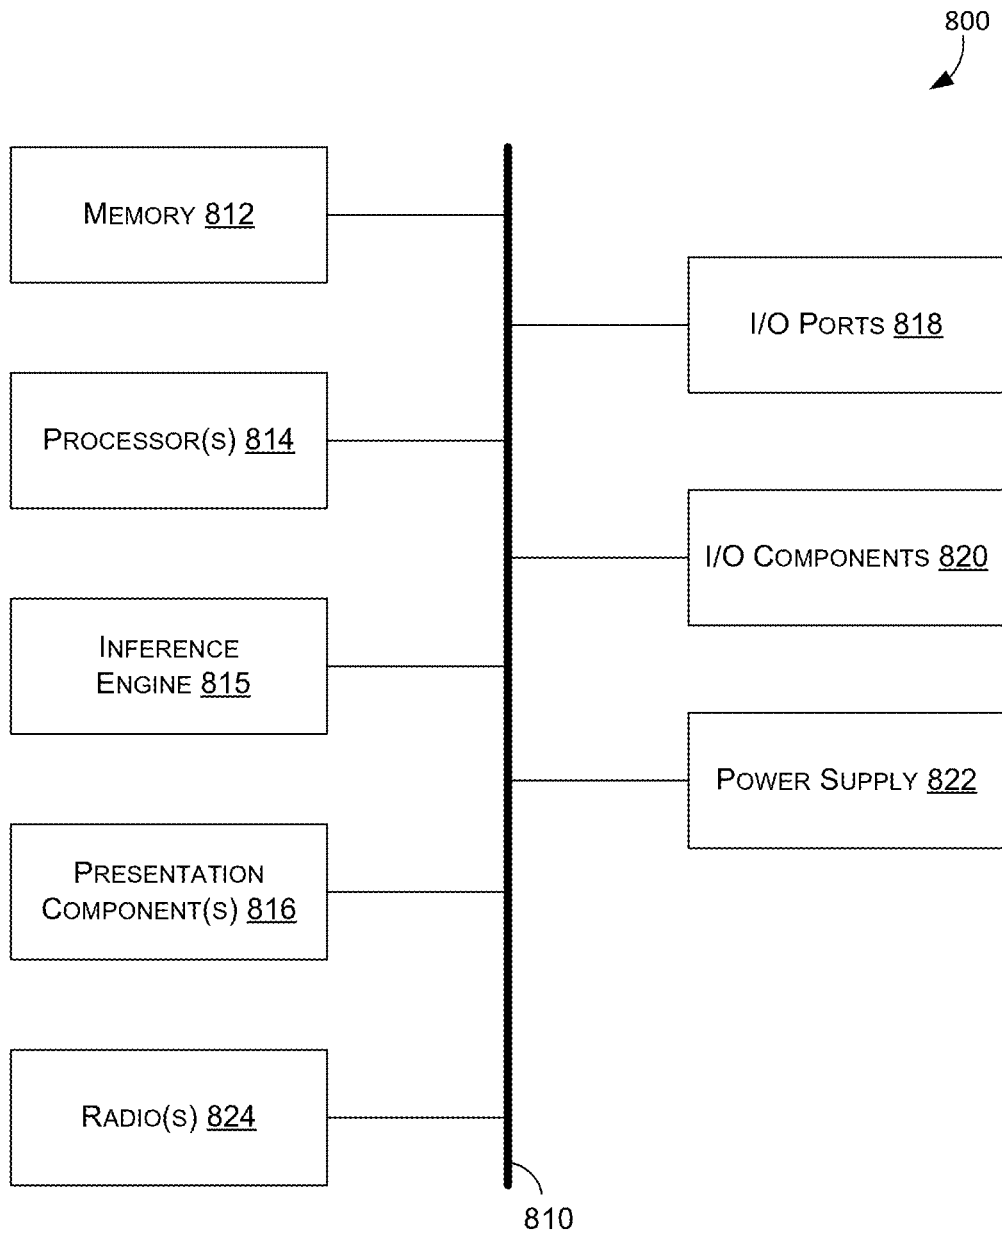 800
MEMORY 812
PROCESSOR(S) 814
INFERENCE
ENGINE 815
PRESENTATION
COMPONENT(S) 816
RADIO(S) 824
I/O PORTS 818
I/O COMPONENTS 820
POWER SUPPLY 822
810